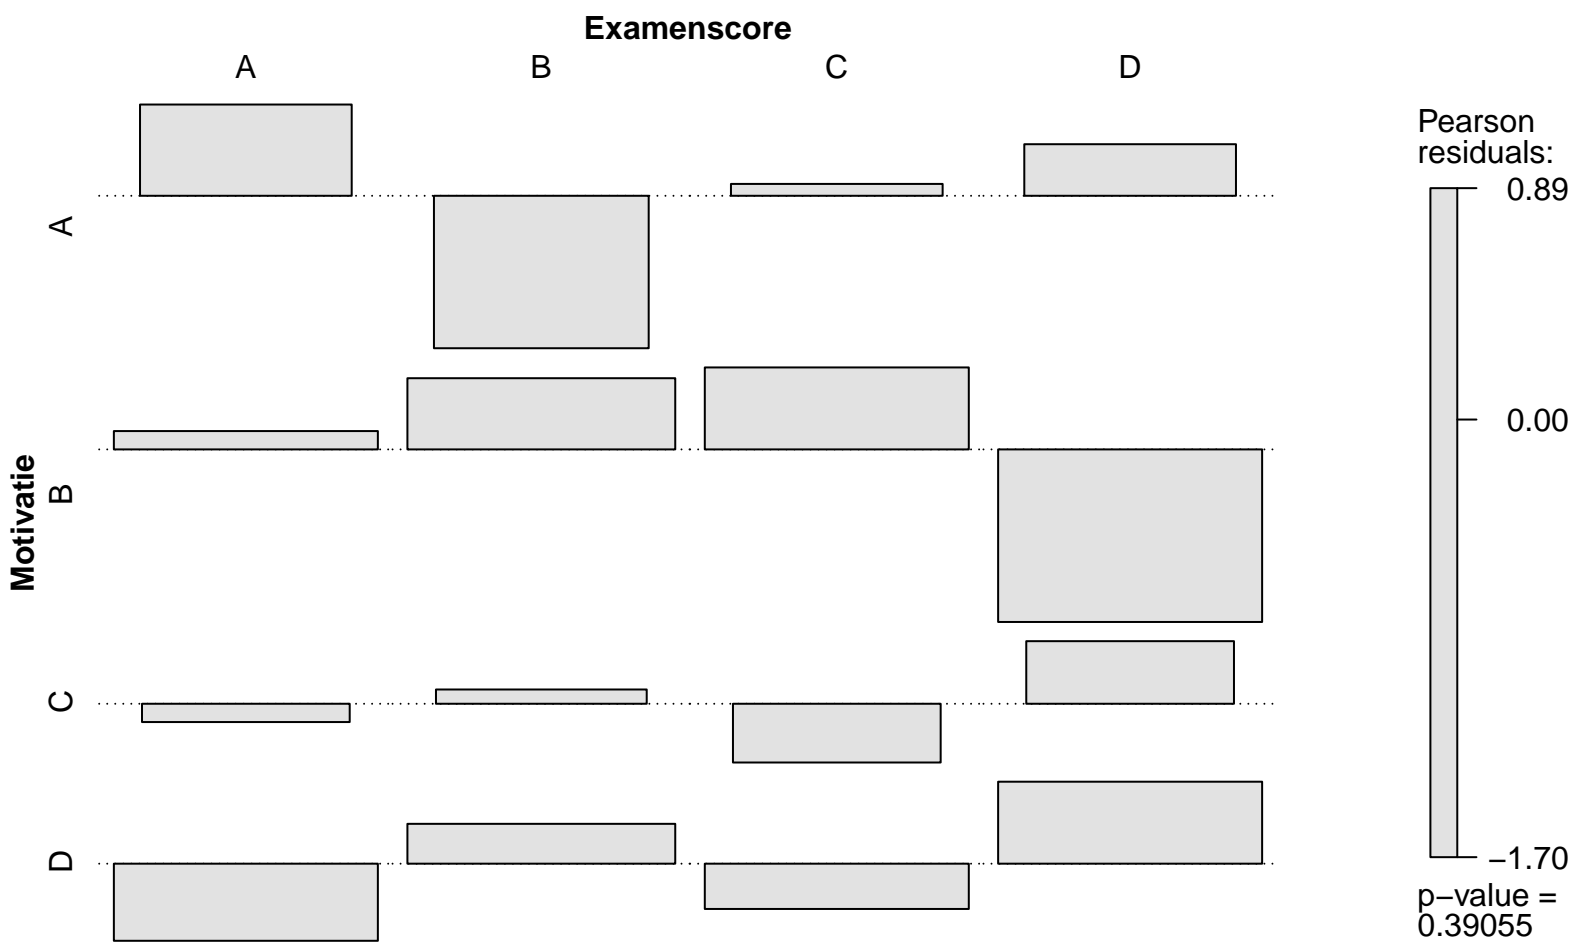 Examenscore
A B C D
Motivatie
A
B
C
D
Pearson
residuals:
0.89
0.00
−1.70
p−value =
0.39055